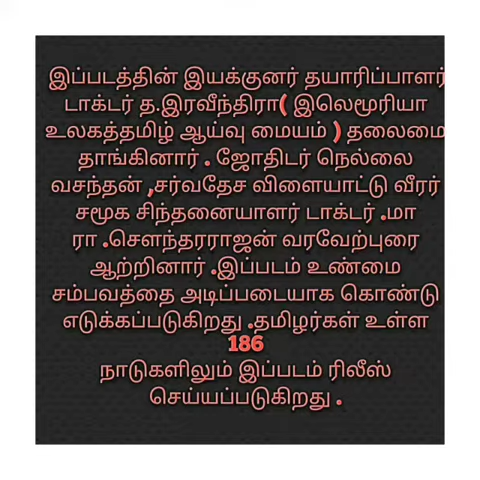 இப்படத்தின் இயக்குனர் தயாரிப்பாளர்
டாக்டர் த.இரவீந்திரா( இலெமூரியா
உலகத்தமிழ் ஆய்வு மையம் ) தலைமை
தாங்கினார் . ஜோதிடர் நெல்லை
வசந்தன் ,சர்வதேச விளையாட்டு வீரர்
சமூக சிந்தனையாளர் டாக்டர் .மா
ரா .சௌந்தரராஜன் வரவேற்புரை
ஆற்றினார் .இப்படம் உண்மை
சம்பவத்தை அடிப்படையாக கொண்டு
எடுக்கப்படுகிறது .தமிழர்கள் உள்ள
186
நாடுகளிலும் இப்படம் ரிலீஸ்
செய்யப்படுகிறது .